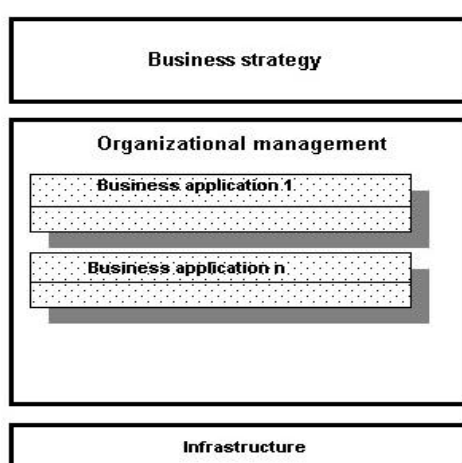 Business strategy
Organizational management
Business application 1
Business application n
Infrastructure